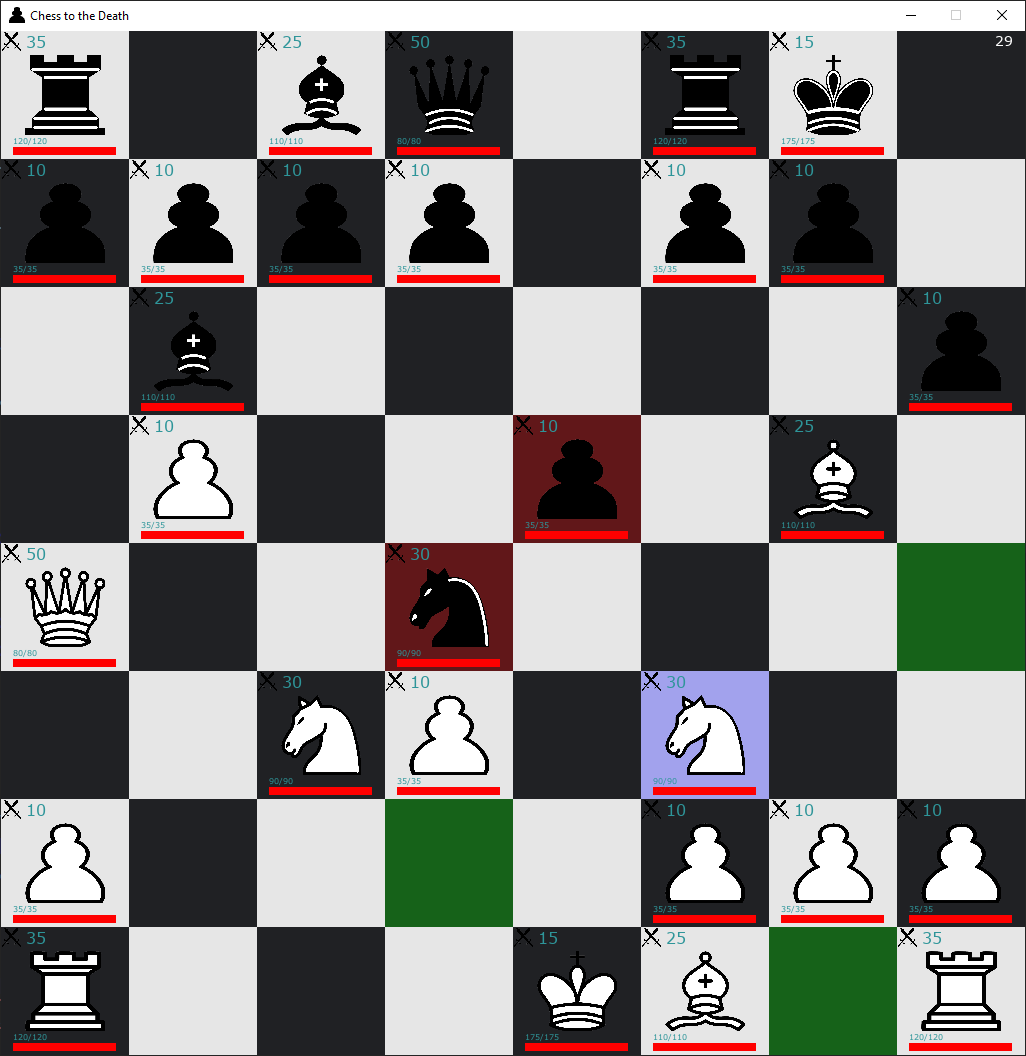 Chess to the Death
35 25 50 35 15 29
120/120 110/110 80/80 120/120 175/175
10 10 10 10 10 10
35/35 35/35 35/35 35/35 35/35 35/35
25 10
110/110 35/35
10 10 25
35/35 35/35 110/110
50 30
80/80 90/90
30 10 30
90/90 35/35 90/90
10 10 10 10
35/35 35/35 35/35 35/35
35 15 25 35
120/120 175/175 110/110 120/120